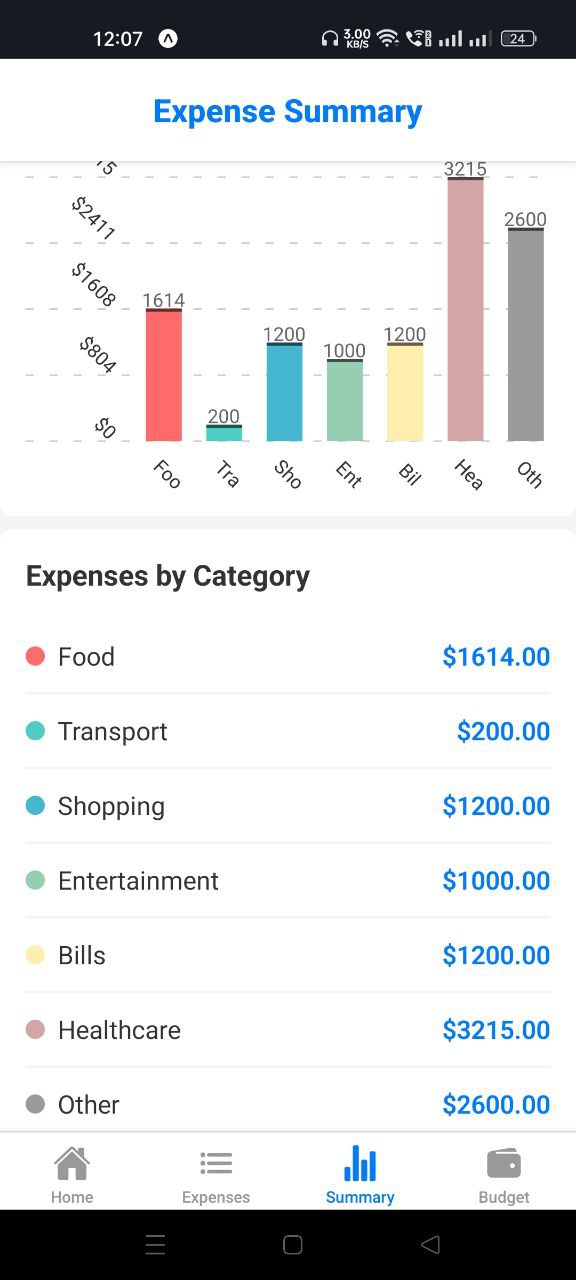 12:07 3.00 KB/S 24
Expense Summary
15
3215
$2411
2600
$1608
1614
1200
1200
1000
$804
200
$0
Foo Tra Sho Ent Bil Hea Oth
Expenses by Category
Food $1614.00
Transport $200.00
Shopping $1200.00
Entertainment $1000.00
Bills $1200.00
Healthcare $3215.00
Other $2600.00
Home Expenses Summary Budget